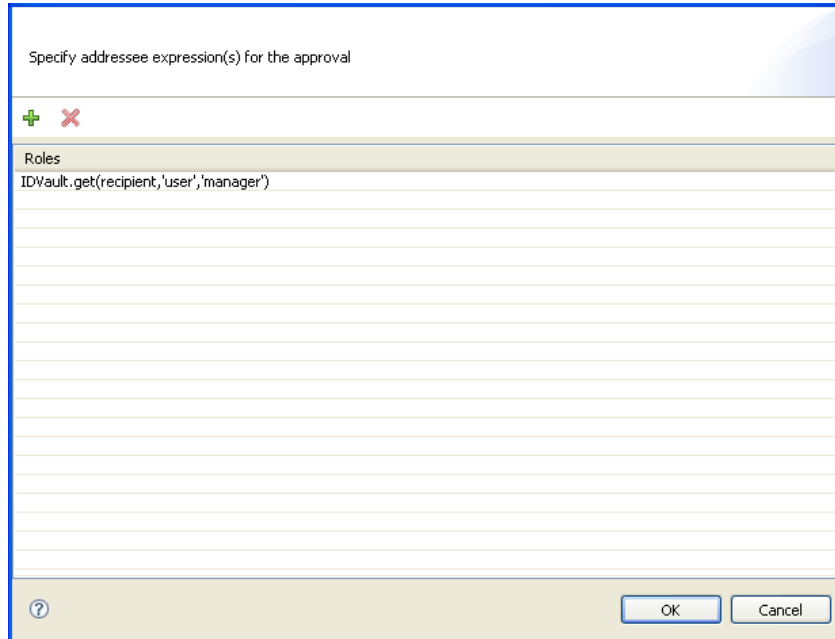 Specify addressee expression(s) for the approval
Roles
IDVault.get(recipient,'user','manager')
?
OK
Cancel